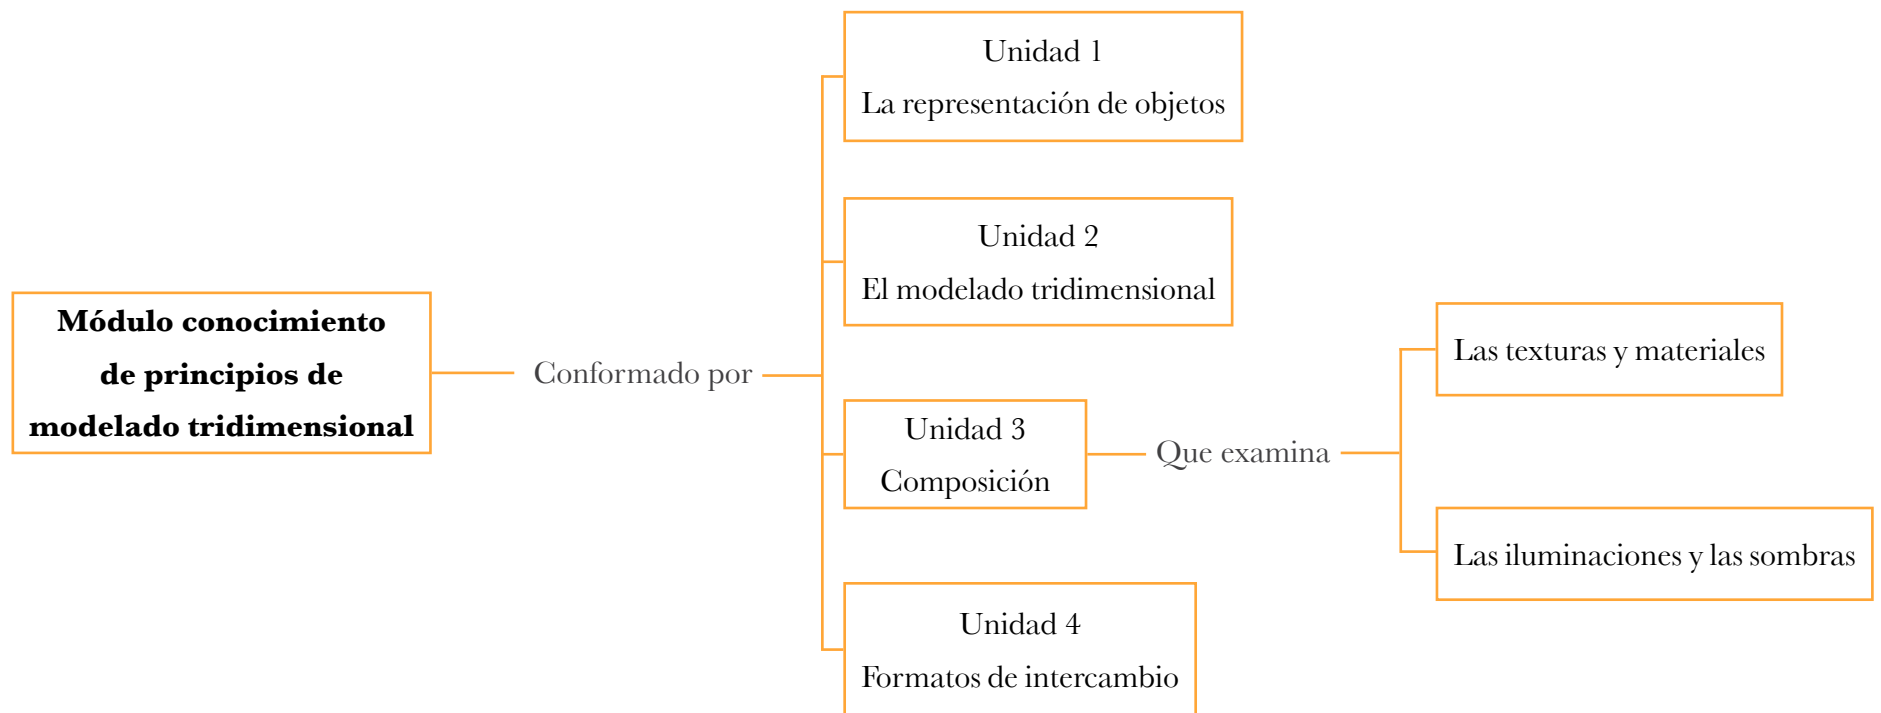 Módulo conocimiento
de principios de
modelado tridimensional
Conformado por
Unidad 1
La representación de objetos
Unidad 2
El modelado tridimensional
Unidad 3
Composición
Que examina
Las texturas y materiales
Las iluminaciones y las sombras
Unidad 4
Formatos de intercambio